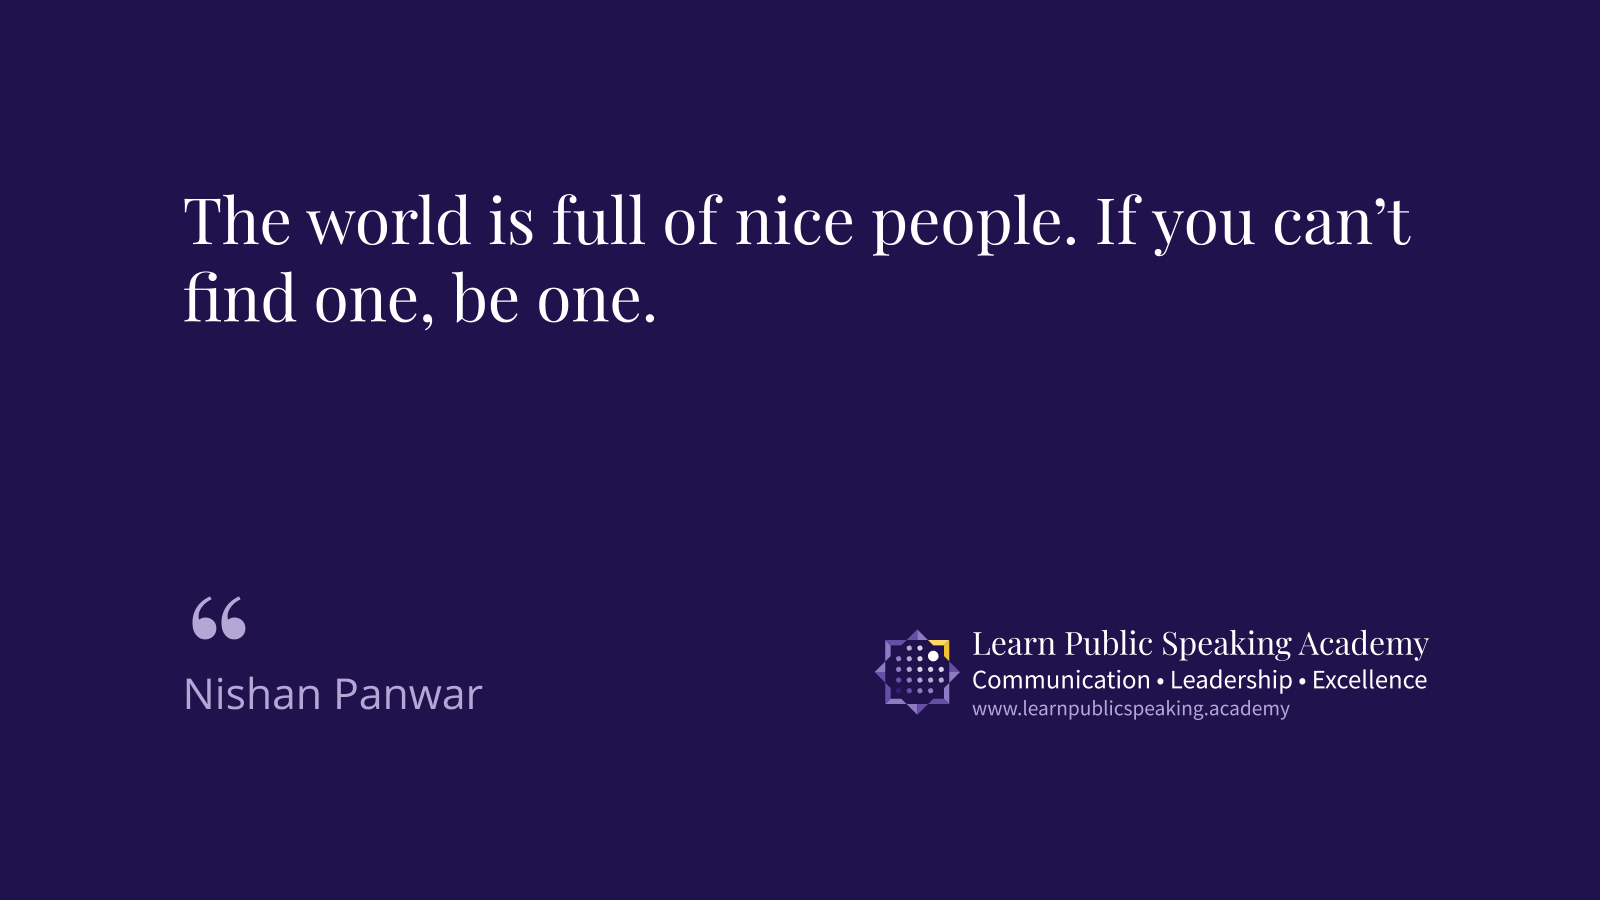 The world is full of nice people. If you can’t
find one, be one.
“
Nishan Panwar
Learn Public Speaking Academy
Communication • Leadership • Excellence
www.learnpublicspeaking.academy